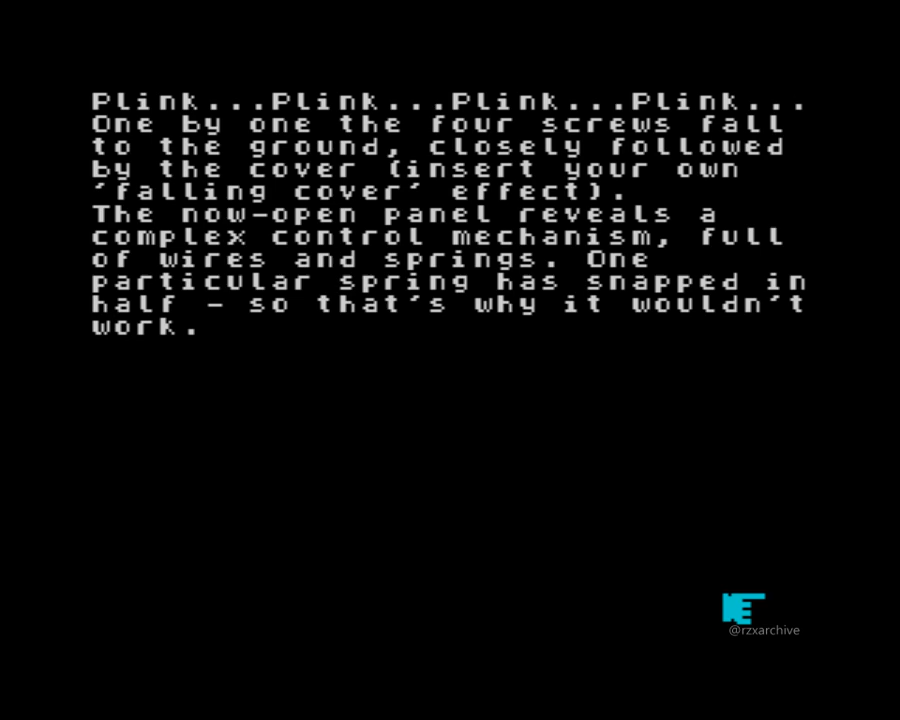 Plink...Plink...Plink...Plink...
One by one the four screws fall
to the ground, closely followed
by the cover (insert your own
'falling cover' effect).
The now-open panel reveals a
complex control mechanism, full
of wires and springs. One
particular spring has snapped in
half - so that's why it wouldn't
work.
@rzxarchive